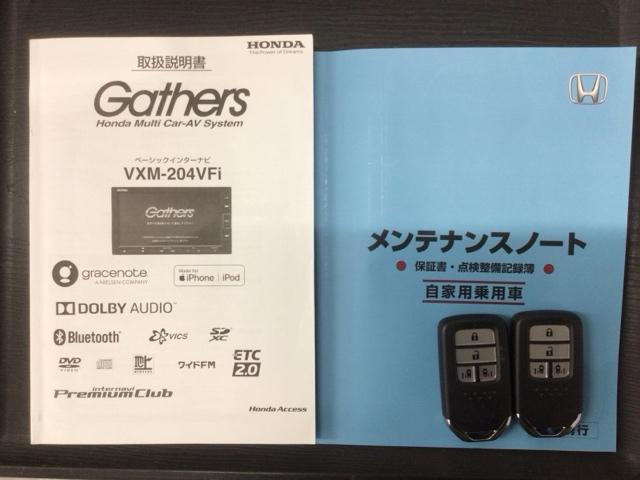 HONDA
The Power of Dreams
取扱説明書
Gathers
Honda Multi Car-AV System
ベーシックインターナビ
VXM-204VFi
HONDA
Gathers
gracenote.
A NIELSEN COMPANY
Made for
iPhone | iPod
DOLBY AUDIO™
Bluetooth®
VICS
SD XC
DVD
VIDEO
ワイドFM
ETC
2.0
internavi
PremiumClub
Honda Access
メンテナンスノート
● 保証書・点検整備記録簿 ●
自家用乗用車
行